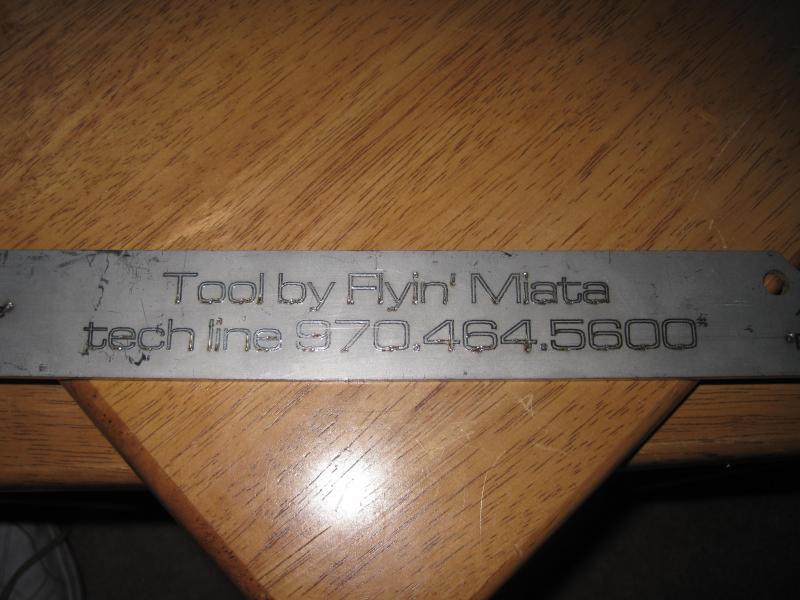 Tool by Flyin' Miata
tech line 970.464.5600